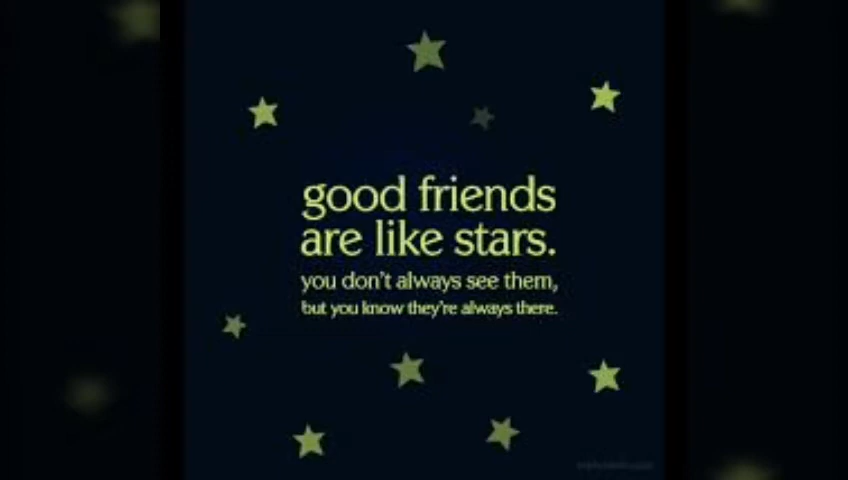 good friends
are like stars.
you don't always see them,
but you know they're always there.